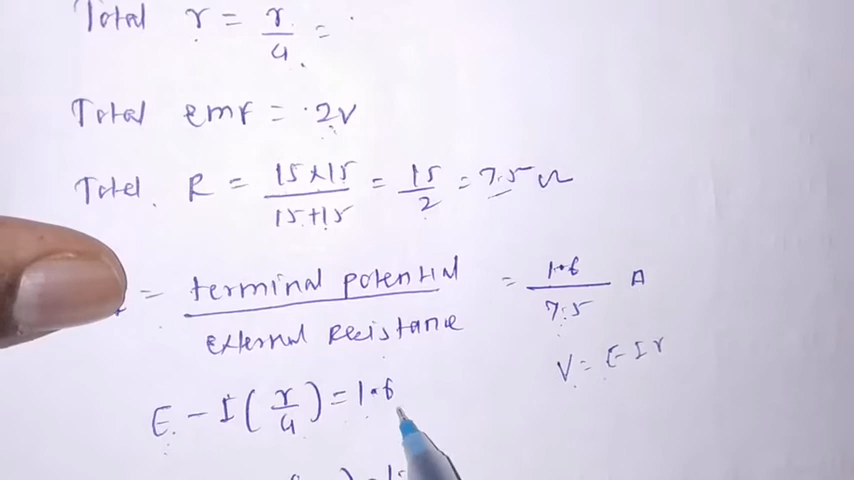 Total r = r/4 = .
Total emf = 2V
Total R = 15×15/15+15 = 15/2 = 7.5 Ω
= terminal potential/external resistance = 1.6/7.5 A
V = E - Ir
E - I(r/4) = 1.6